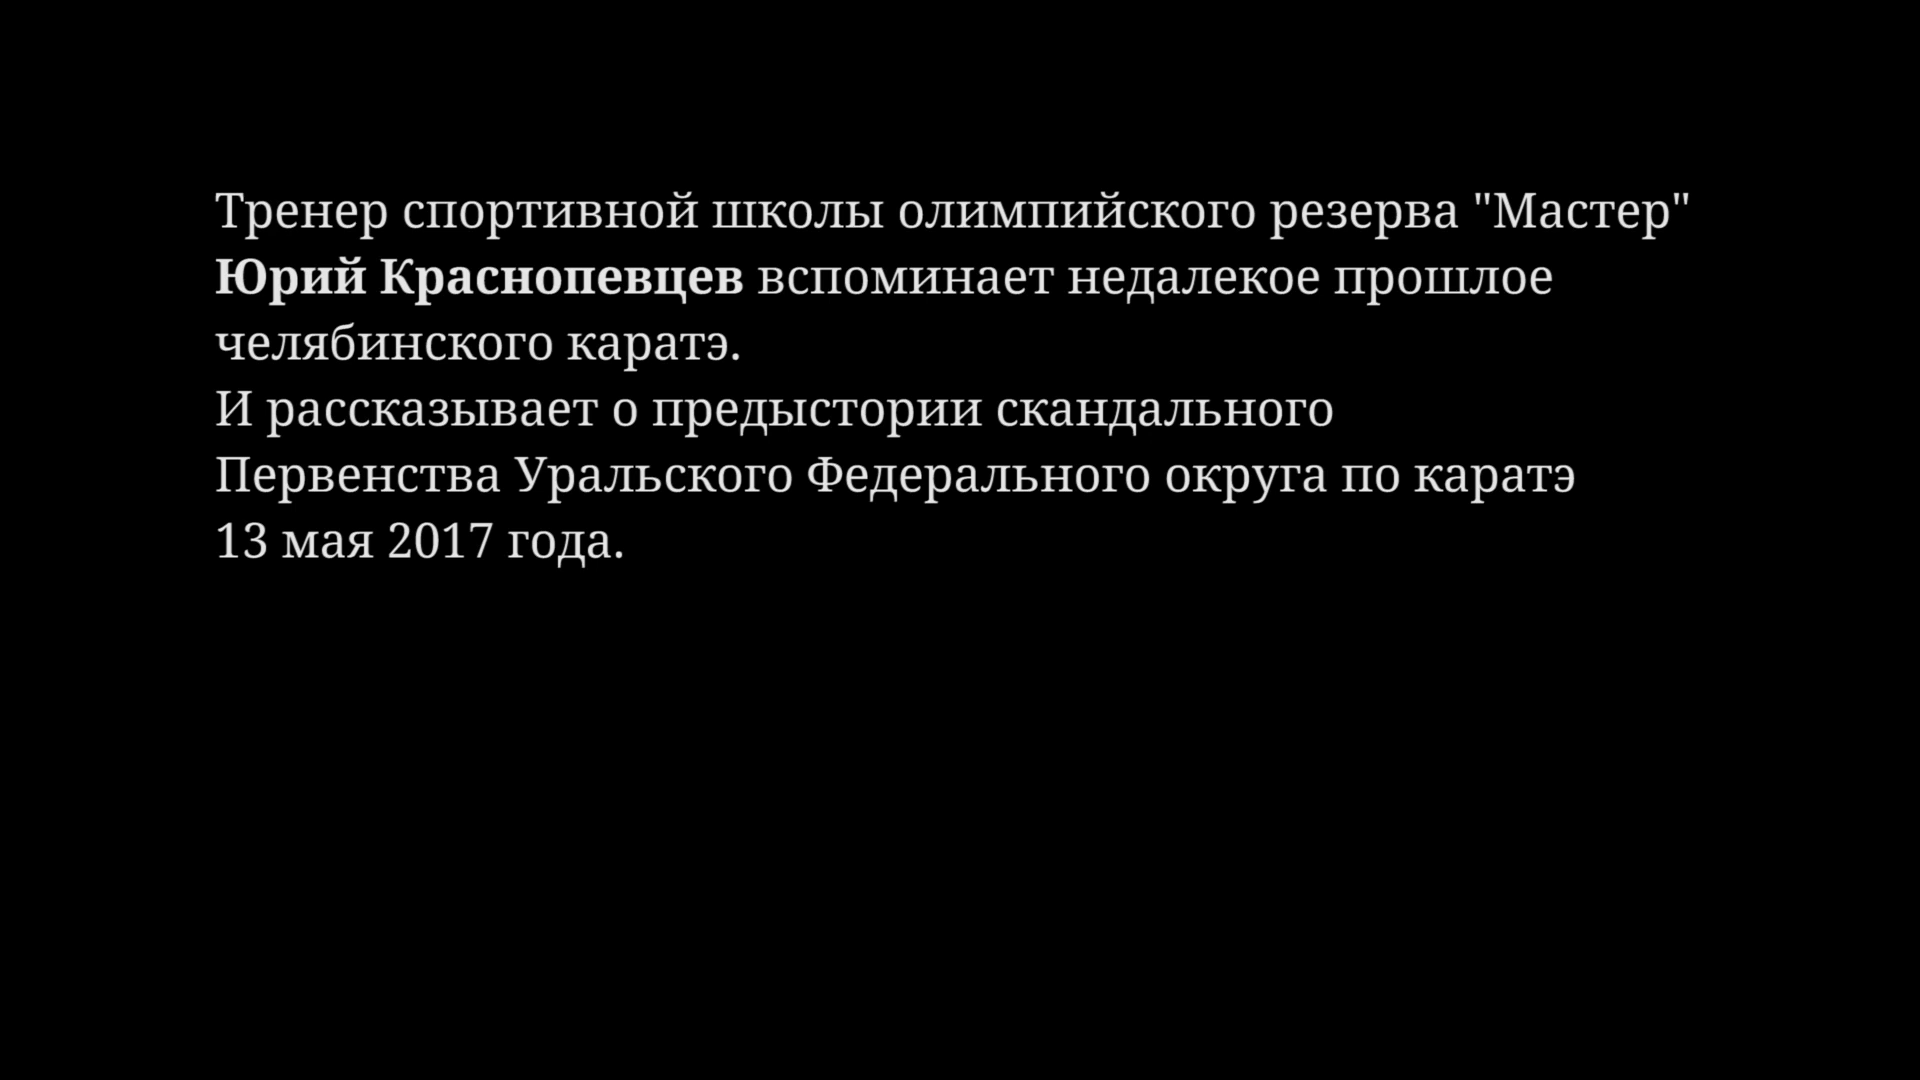 Тренер спортивной школы олимпийского резерва "Мастер"
Юрий Краснопевцев вспоминает недалекое прошлое
челябинского каратэ.
И рассказывает о предыстории скандального
Первенства Уральского Федерального округа по каратэ
13 мая 2017 года.